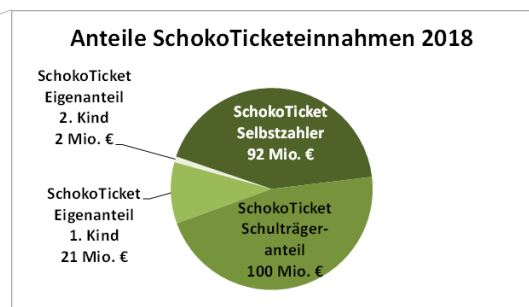 Anteile SchokoTicketeinnahmen 2018
SchokoTicket
Eigenanteil
2. Kind
2 Mio. €
SchokoTicket
Selbstzahler
92 Mio. €
SchokoTicket
Eigenanteil
1. Kind
21 Mio. €
SchokoTicket
Schulträger-
anteil
100 Mio. €